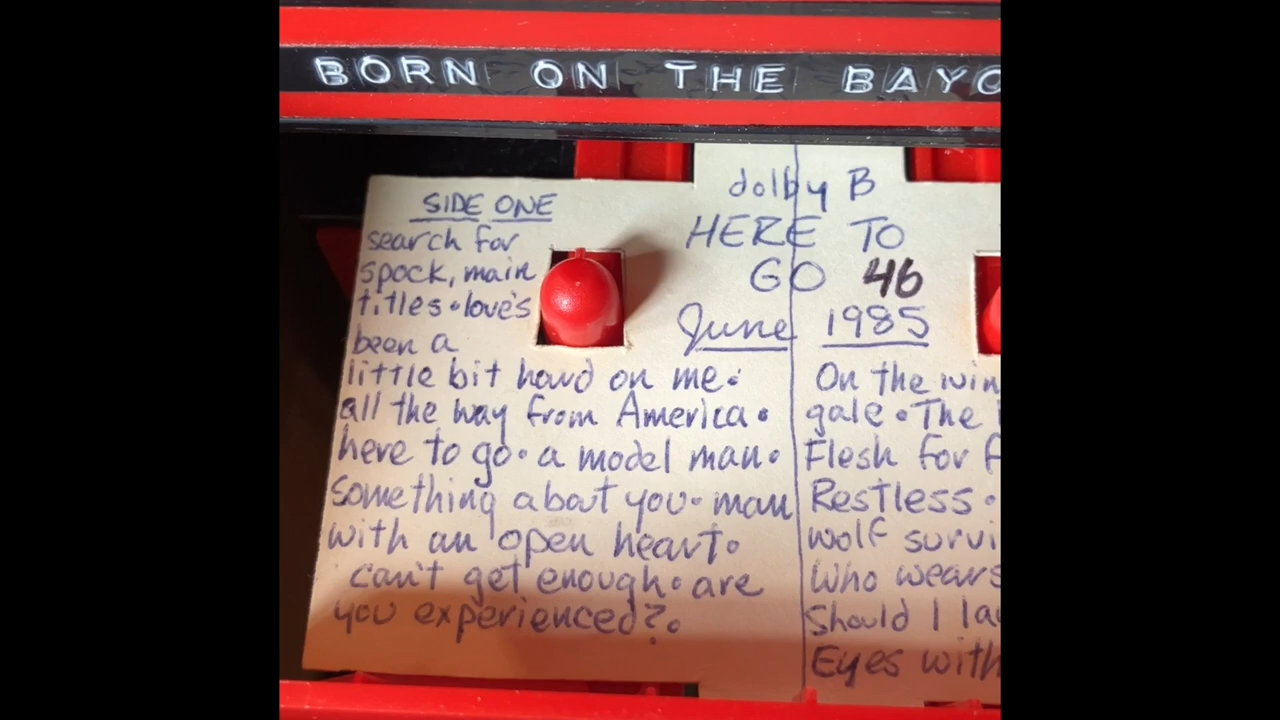 BORN ON THE BAYO
dolby B
HERE TO
GO 46
June 1985
SIDE ONE
search for
spock, main
titles • love's
been a
little bit hard on me •
all the way from America •
here to go • a model man •
something about you • man
with an open heart •
can't get enough • are
you experienced? •
On the win
gale • The
Flesh for f
Restless •
wolf survi
Who wears
Should I la
Eyes with